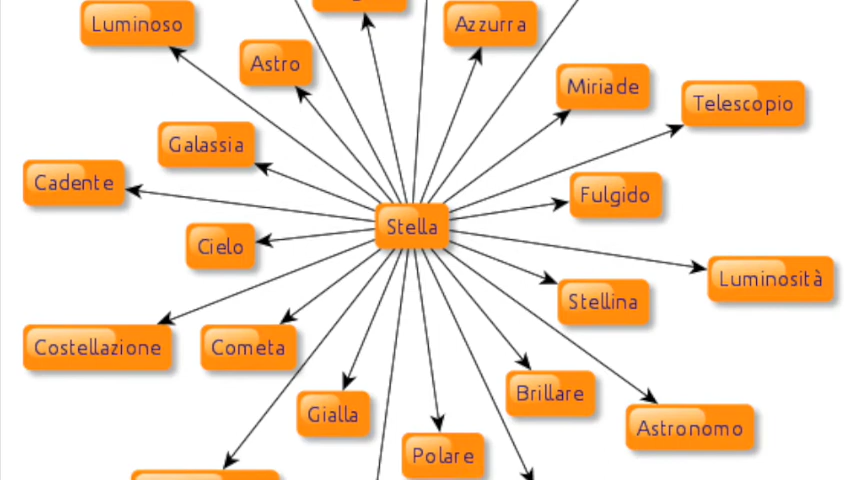 Luminoso
Azzurra
Astro
Miriade
Telescopio
Galassia
Cadente
Fulgido
Stella
Cielo
Luminosità
Stellina
Costellazione
Cometa
Brillare
Gialla
Astronomo
Polare